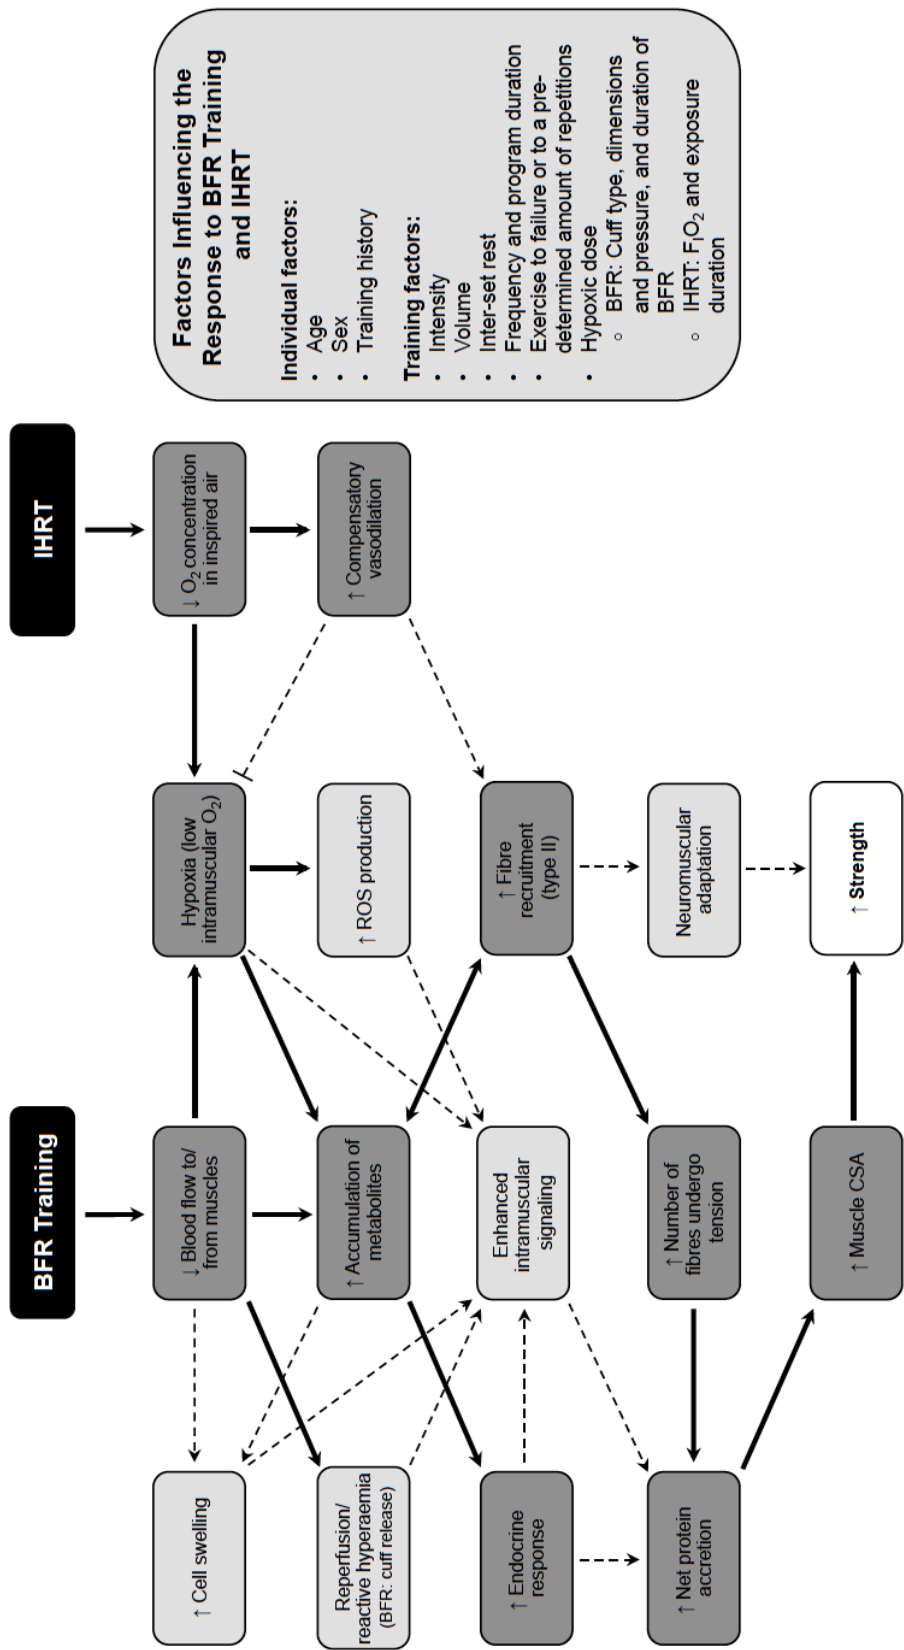 BFR Training
IHRT
↑ Cell swelling
↓ Blood flow to/
from muscles
Hypoxia (low
intramuscular O₂)
↓ O₂ concentration
in inspired air
Reperfusion/
reactive hyperaemia
(BFR: cuff release)
↑ Accumulation of
metabolites
↑ ROS production
↑ Compensatory
vasodilation
↑ Endocrine
response
Enhanced
intramuscular
signaling
↑ Fibre
recruitment
(type II)
↑ Net protein
accretion
↑ Number of
fibres undergo
tension
Neuromuscular
adaptation
↑ Muscle CSA
↑ Strength
Factors Influencing the
Response to BFR Training
and IHRT
Individual factors:
• Age
• Sex
• Training history
Training factors:
• Intensity
• Volume
• Inter-set rest
• Frequency and program duration
• Exercise to failure or to a pre-
determined amount of repetitions
• Hypoxic dose
○ BFR: Cuff type, dimensions
and pressure, and duration of
BFR
○ IHRT: FIO₂ and exposure
duration